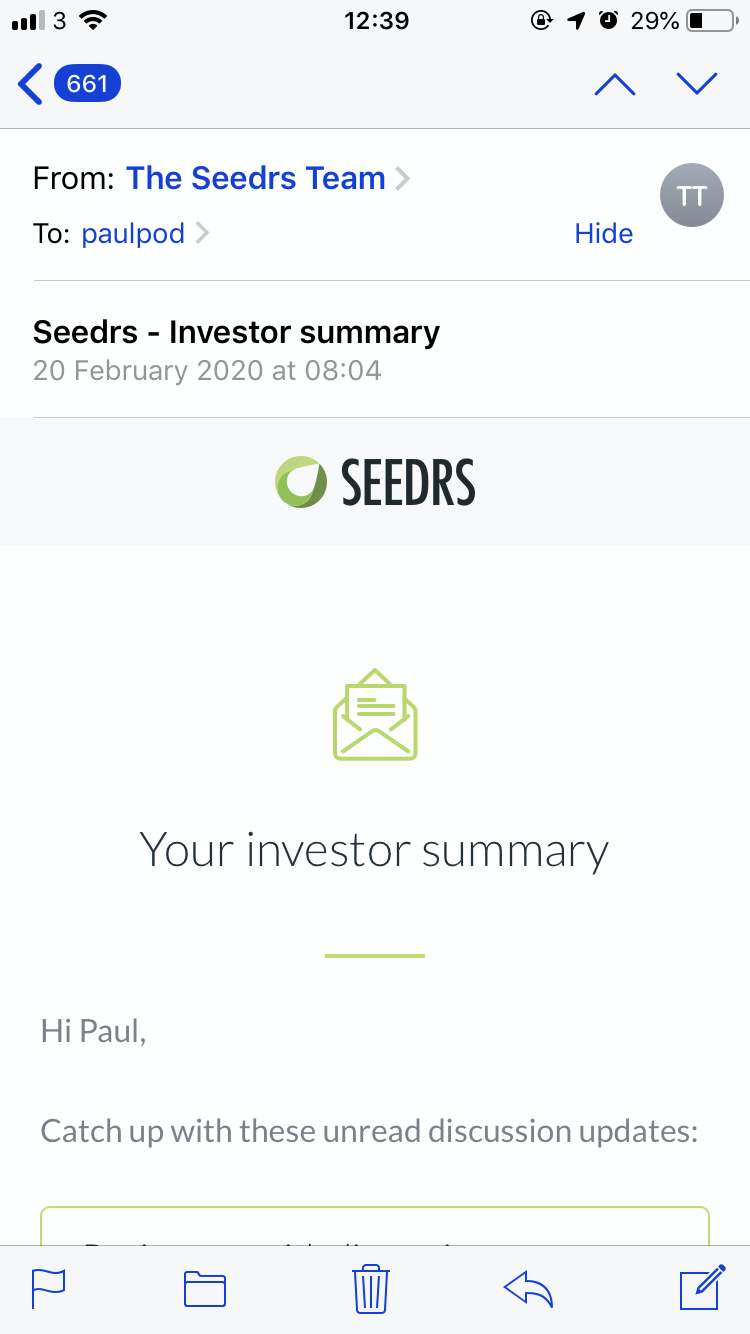 3 12:39 29%
661
From: The Seedrs Team
TT
To: paulpod Hide
Seedrs - Investor summary
20 February 2020 at 08:04
SEEDRS
Your investor summary
Hi Paul,
Catch up with these unread discussion updates: